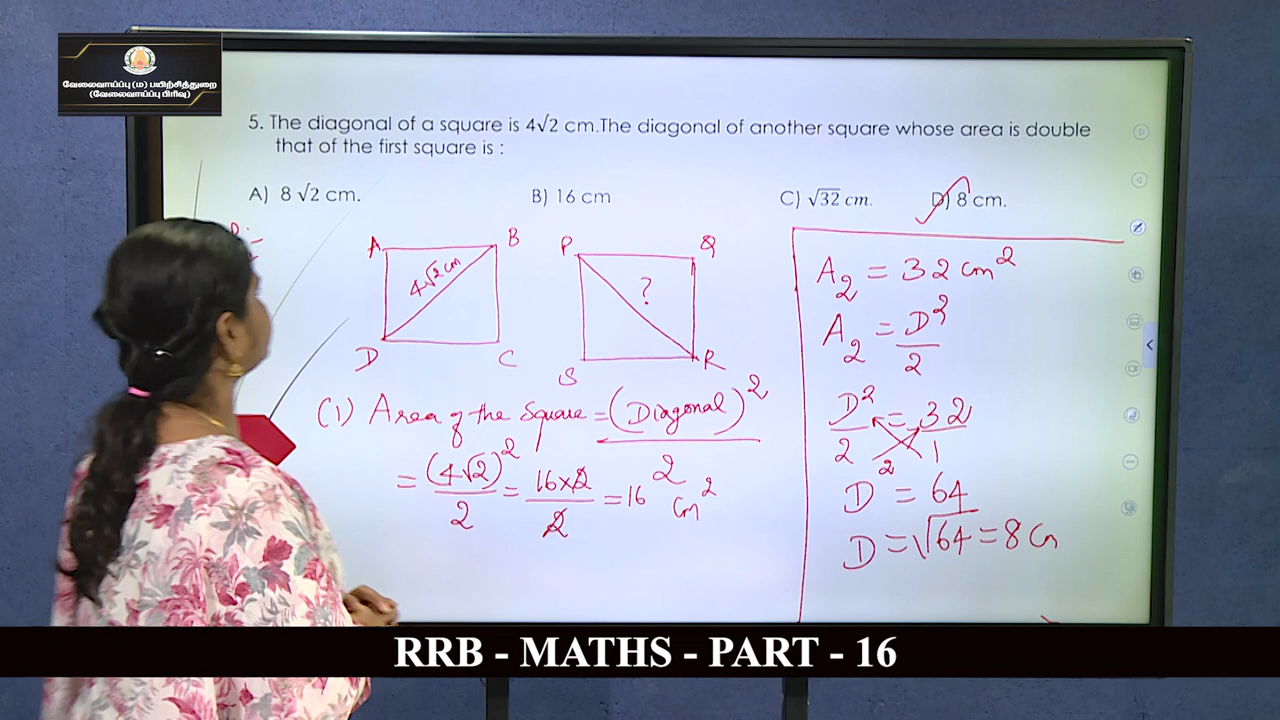 வேலைவாய்ப்பு (ம) பயிற்சித்துறை
(வேலைவாய்ப்பு பிரிவு)
5. The diagonal of a square is 4√2 cm.The diagonal of another square whose area is double
that of the first square is :
A) 8 √2 cm.
B) 16 cm
C) √32 cm.
D) 8 cm.
A B
4√2 cm
D C
P Q
?
S R
(1) Area of the Square = (Diagonal)²
2
= (4√2)²/2 = 16×2/2 = 16 cm²
A₂ = 32 cm²
A₂ = D²/2
D²/2 = 32/1
D² = 64
D = √64 = 8 cm
RRB - MATHS - PART - 16